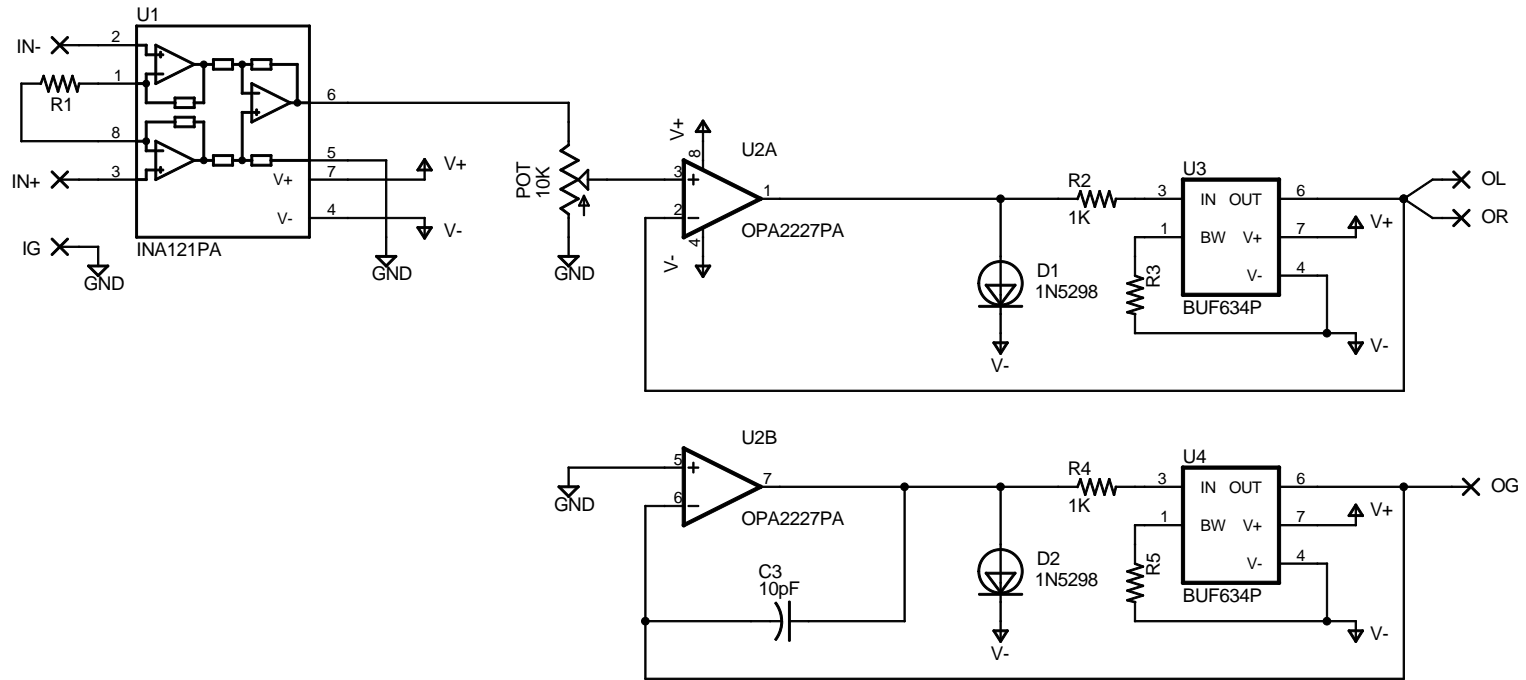 U1
IN-
2
1
R1
8
IN+
3
6
5
V+
7
V+
V-
4
V-
INA121PA
IG
GND
GND
POT
10K
GND
V+
8
U2A
3
2
1
4
V-
OPA2227PA
D1
1N5298
V-
R2
1K
U3
3
IN
OUT
6
1
BW
V+
7
V+
V-
4
R3
BUF634P
V-
OL
OR
U2B
5
6
7
GND
OPA2227PA
C3
10pF
D2
1N5298
V-
R4
1K
U4
3
IN
OUT
6
1
BW
V+
7
V+
V-
4
R5
BUF634P
V-
OG